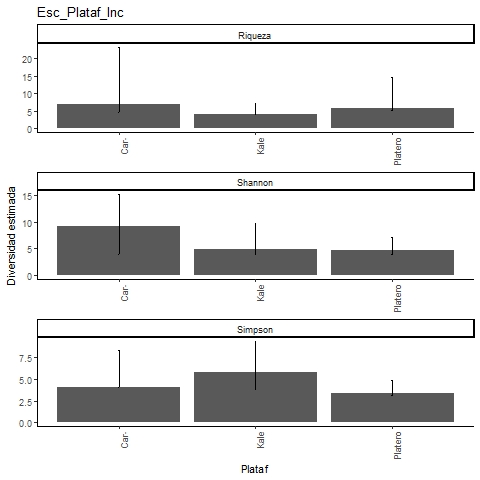 Esc_Plataf_Inc
Riqueza
20
15
10
5
0
Car-
Kale
Platero
Shannon
15
10
5
0
Car-
Kale
Platero
Simpson
7.5
5.0
2.5
0.0
Car-
Kale
Platero
Diversidad estimada
Plataf